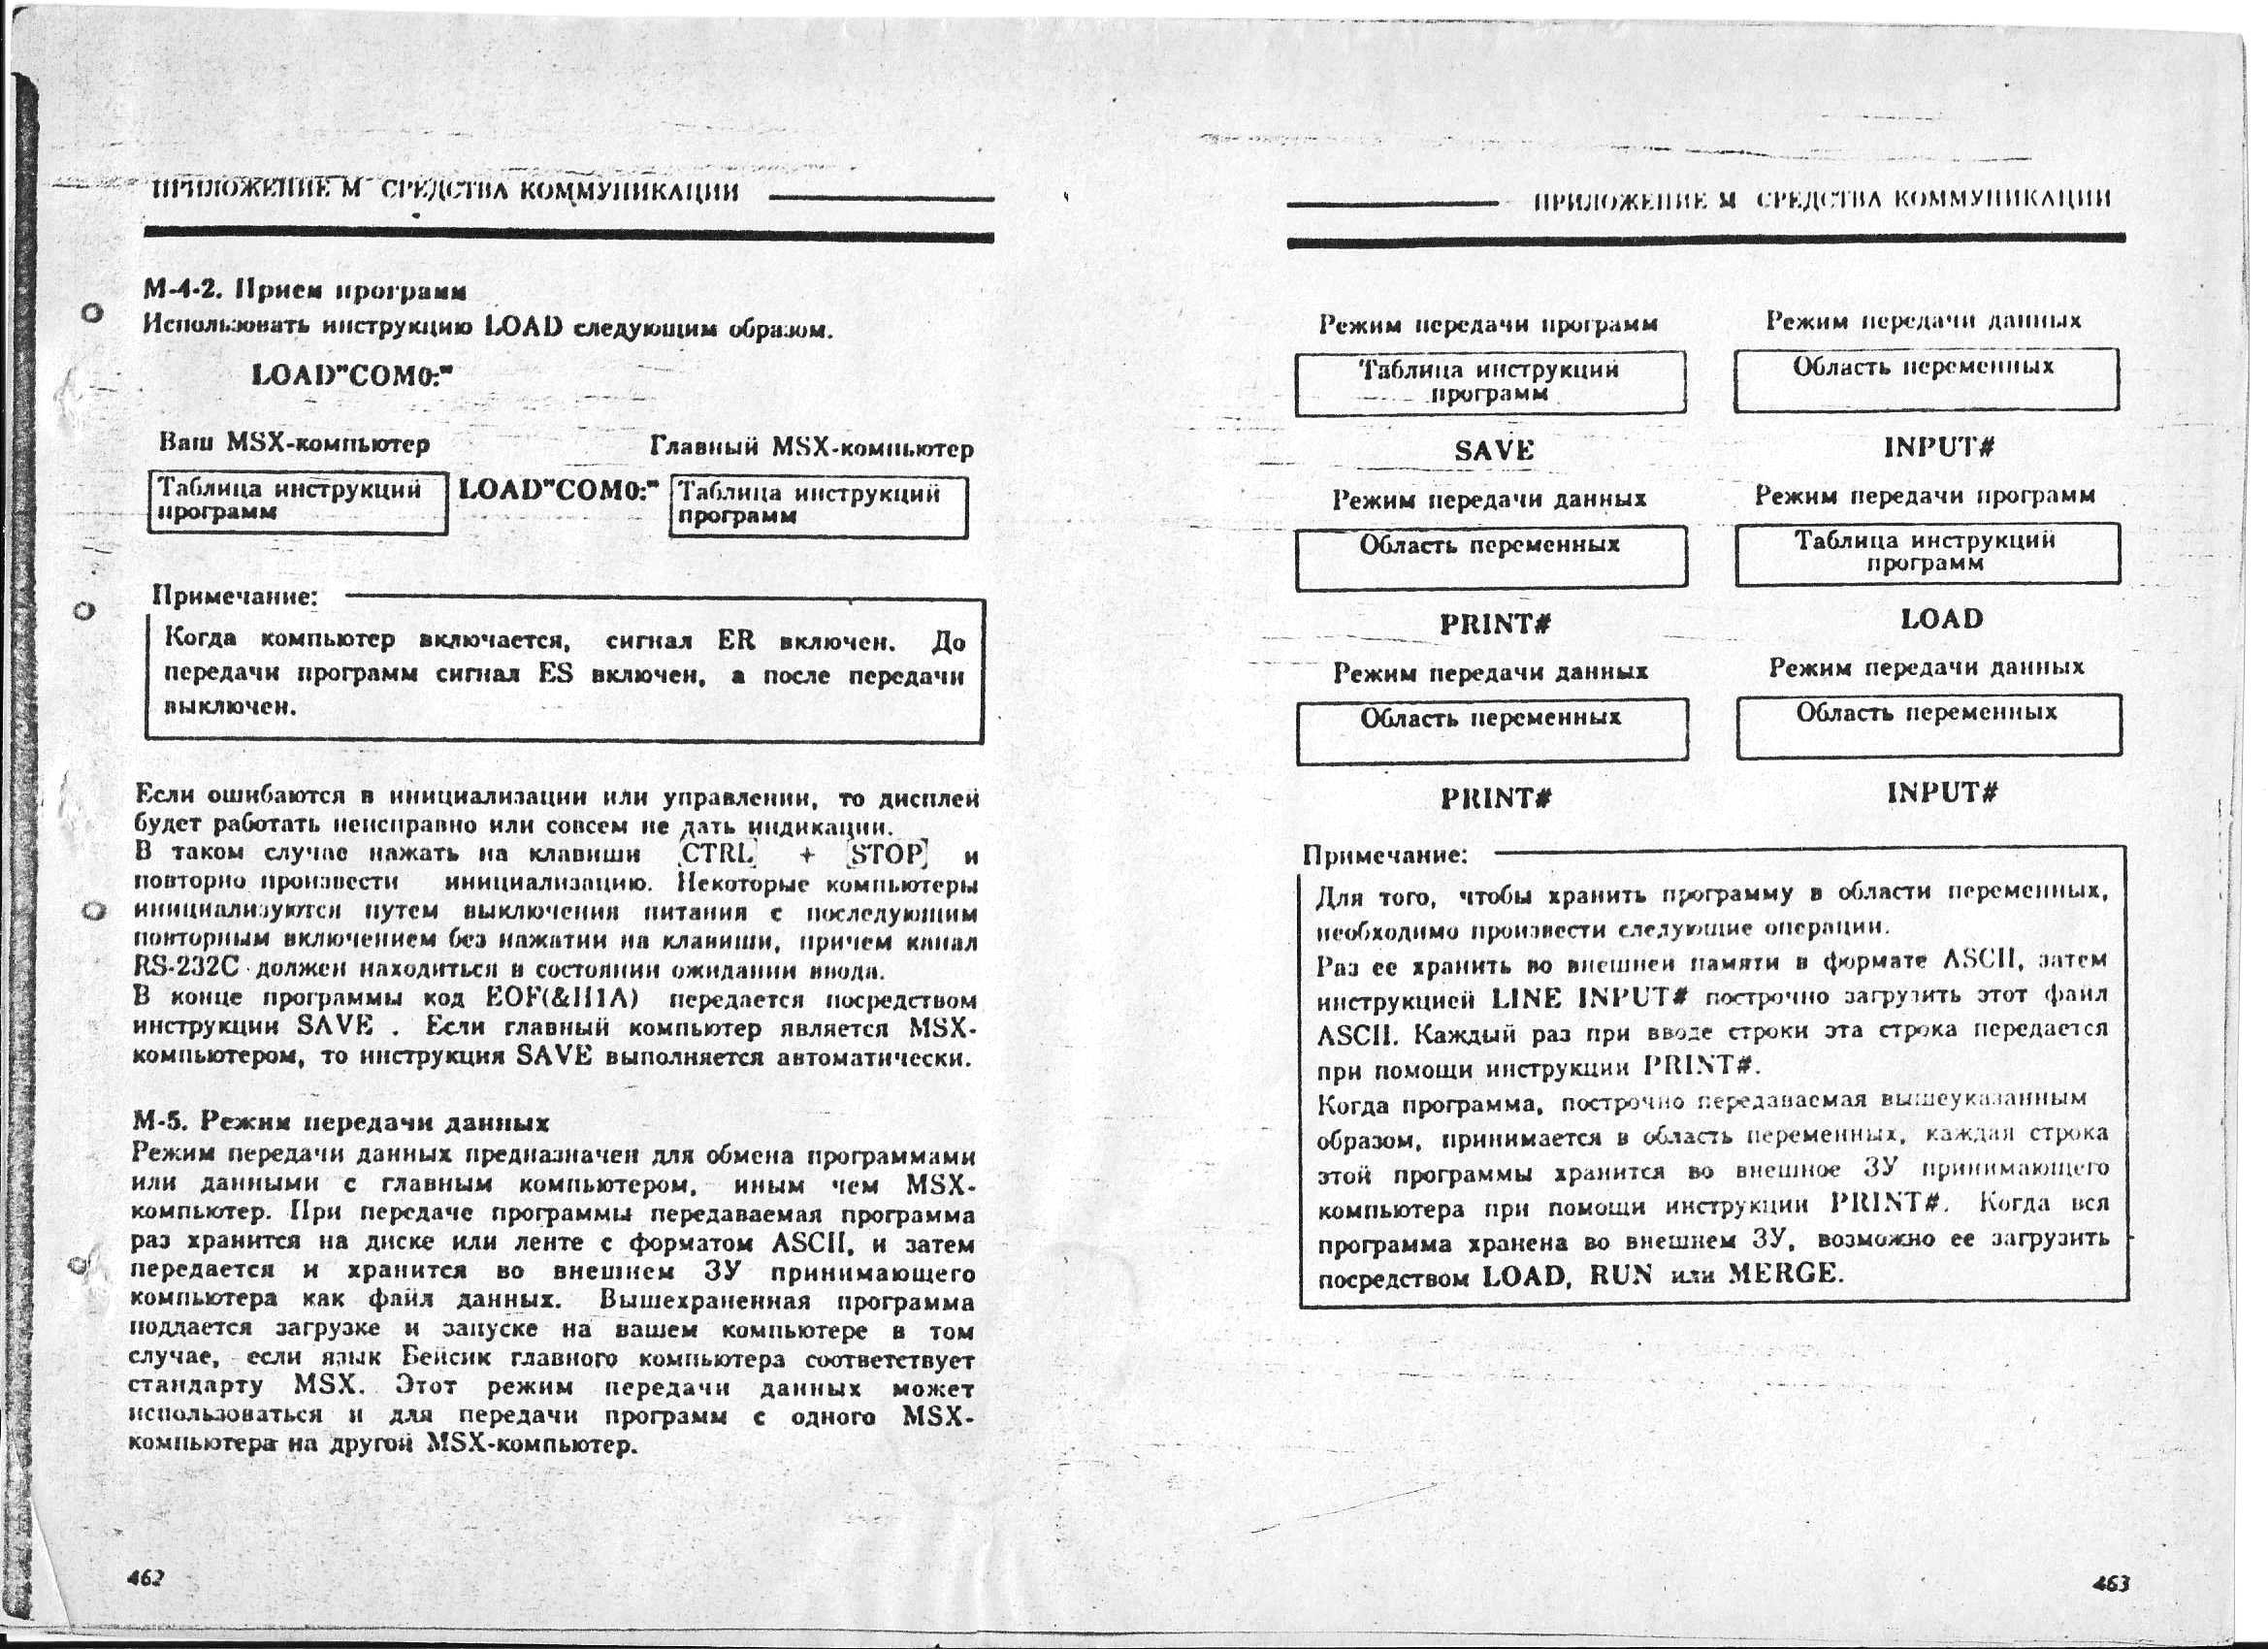 ПРИЛОЖЕНИЕ М СРЕДСТВА КОММУНИКАЦИИ
М-4-2. Прием программ
Использовать инструкцию LOAD следующим образом.
LOAD"COM0:"
Ваш MSX-компьютер
Главный MSX-компьютер
Таблица инструкций
программ
LOAD"COM0:"
Таблица инструкций
программ
Примечание:
Когда компьютер включается, сигнал ER включен. До
передачи программ сигнал ES включен, а после передачи
выключен.
Если ошибаются в инициализации или управлении, то дисплей
будет работать неисправно или совсем не дать индикации.
В таком случае нажать на клавиши [CTRL] + [STOP] и
повторно произвести инициализацию. Некоторые компьютеры
инициализуются путем выключения питания с последующим
повторным включением без нажатии на клавиши, причем канал
RS-232C должен находиться в состоянии ожидании ввода.
В конце программы код EOF(&H1A) передается посредством
инструкции SAVE . Если главный компьютер является MSX-
компьютером, то инструкция SAVE выполняется автоматически.
М-5. Режим передачи данных
Режим передачи данных предназначен для обмена программами
или данными с главным компьютером, иным чем MSX-
компьютер. При передаче программы передаваемая программа
раз хранится на диске или ленте с форматом ASCII, и затем
передается и хранится во внешнем ЗУ принимающего
компьютера как файл данных. Вышехраненная программа
поддается загрузке и запуске на вашем компьютере в том
случае, если язык Бейсик главного компьютера соответствует
стандарту MSX. Этот режим передачи данных может
использоваться и для передачи программ с одного MSX-
компьютера на другой MSX-компьютер.
462
ПРИЛОЖЕНИЕ М СРЕДСТВА КОММУНИКАЦИИ
Режим передачи программ
Режим передачи данных
Таблица инструкций
программ
Область переменных
SAVE
INPUT#
Режим передачи данных
Режим передачи программ
Область переменных
Таблица инструкций
программ
PRINT#
LOAD
Режим передачи данных
Режим передачи данных
Область переменных
Область переменных
PRINT#
INPUT#
Примечание:
Для того, чтобы хранить программу в области переменных,
необходимо произвести следующие операции.
Раз ее хранить во внешней памяти в формате ASCII, затем
инструкцией LINE INPUT# построчно загрузить этот файл
ASCII. Каждый раз при вводе строки эта строка передается
при помощи инструкции PRINT#.
Когда программа, построчно передаваемая вышеуказанным
образом, принимается в область переменных, каждая строка
этой программы хранится во внешное ЗУ принимающего
компьютера при помощи инструкции PRINT#. Когда вся
программа хранена во внешнем ЗУ, возможно ее загрузить
посредством LOAD, RUN или MERGE.
463